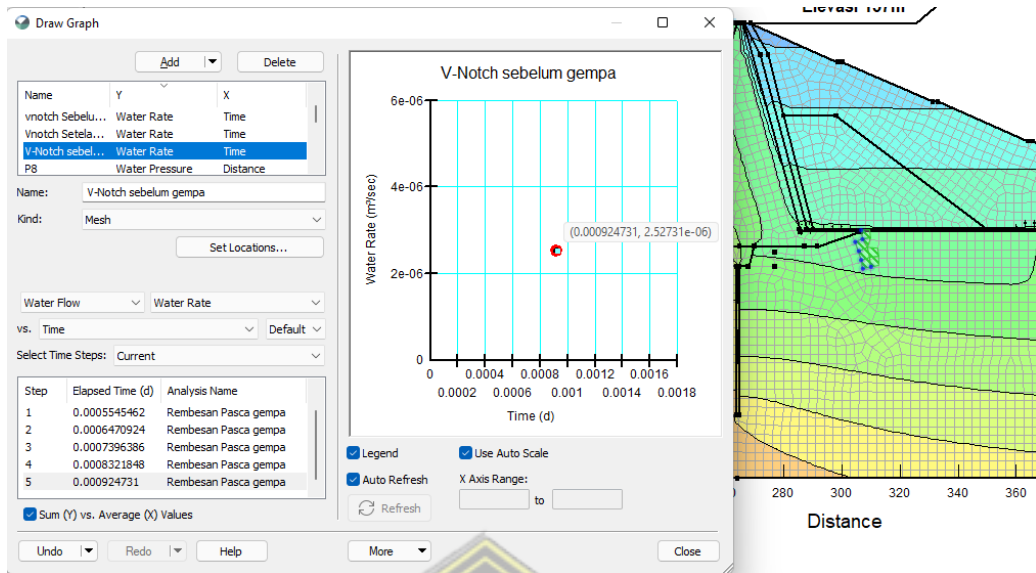 Draw Graph
Add
Delete
Name Y X
vnotch Sebelu... Water Rate Time
Vnotch Setela... Water Rate Time
V-Notch sebel... Water Rate Time
P8 Water Pressure Distance
Name: V-Notch sebelum gempa
Kind: Mesh
Set Locations...
Water Flow Water Rate
vs. Time Default
Select Time Steps: Current
Step Elapsed Time (d) Analysis Name
1 0.0005545462 Rembesan Pasca gempa
2 0.0006470924 Rembesan Pasca gempa
3 0.0007396386 Rembesan Pasca gempa
4 0.0008321848 Rembesan Pasca gempa
5 0.000924731 Rembesan Pasca gempa
Sum (Y) vs. Average (X) Values
Undo Redo Help
V-Notch sebelum gempa
Water Rate (m³/sec)
6e-06
4e-06
2e-06
0
(0.000924731, 2.52731e-06)
0 0.0004 0.0008 0.0012 0.0016
0.0002 0.0006 0.001 0.0014 0.0018
Time (d)
Legend Use Auto Scale
Auto Refresh X Axis Range:
Refresh to
More Close
Elevasi 157m
280 300 320 340 360
Distance